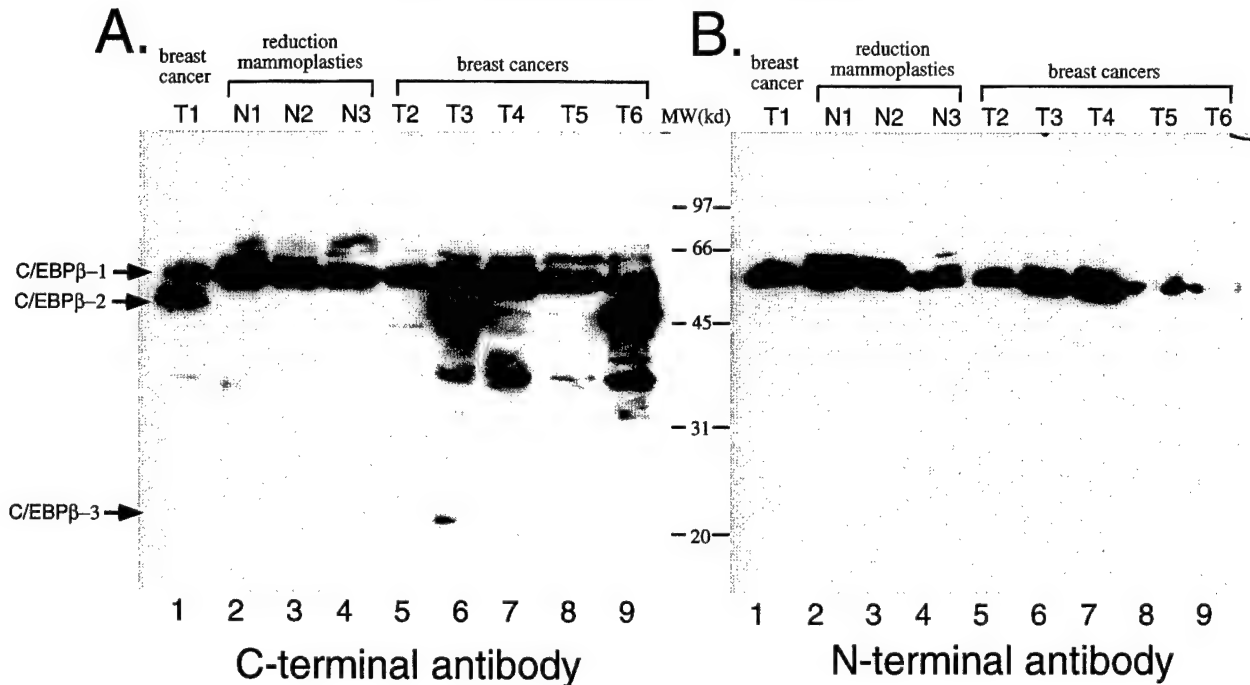 A.
breast
cancer
reduction
mammoplasties
breast cancers
T1 N1 N2 N3 T2 T3 T4 T5 T6
MW(kd)
B.
breast
cancer
reduction
mammoplasties
breast cancers
T1 N1 N2 N3 T2 T3 T4 T5 T6
C/EBPβ–1
C/EBPβ–2
C/EBPβ–3
– 97 –
– 66 –
– 45 –
– 31 –
– 20 –
1 2 3 4 5 6 7 8 9
C-terminal antibody
1 2 3 4 5 6 7 8 9
N-terminal antibody